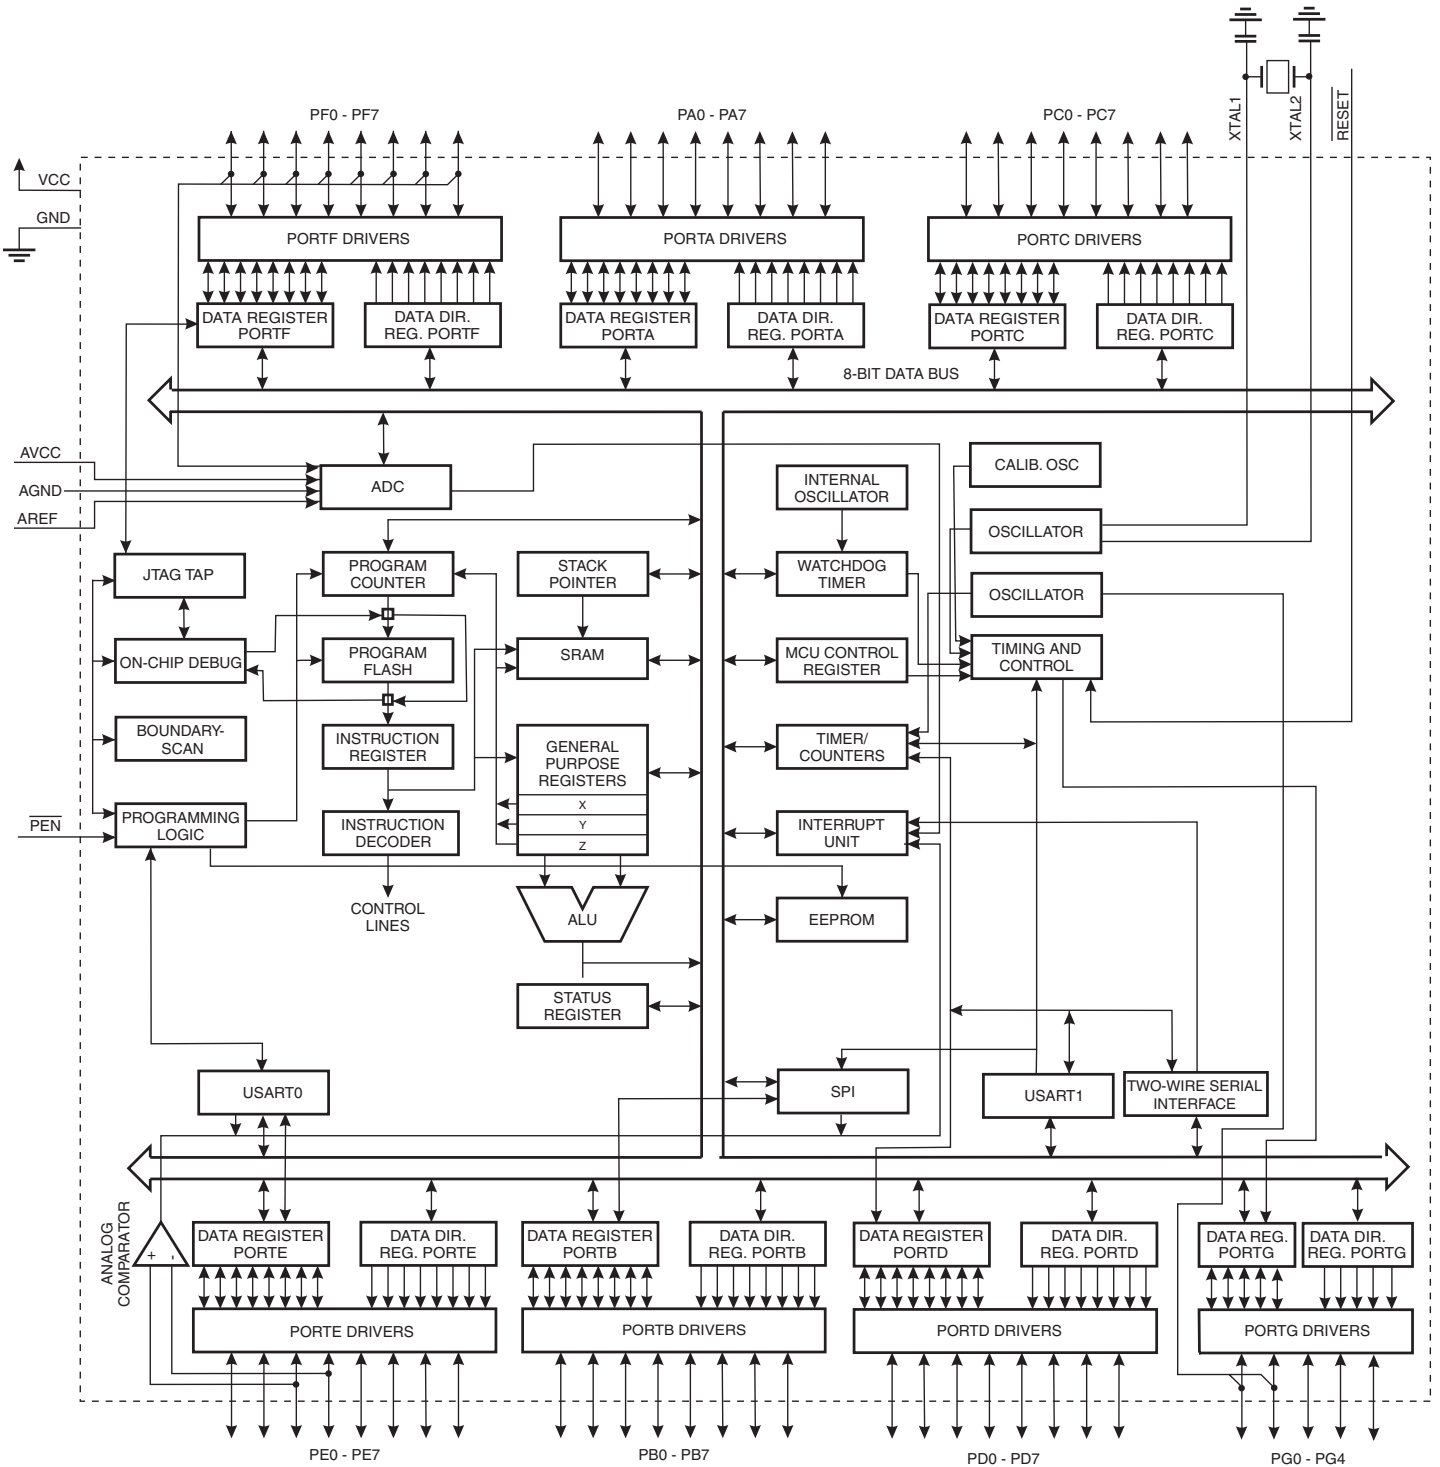 XTAL1
XTAL2
RESET
PF0 - PF7
PA0 - PA7
PC0 - PC7
VCC
GND
PORTF DRIVERS
PORTA DRIVERS
PORTC DRIVERS
DATA REGISTER
PORTF
DATA DIR.
REG. PORTF
DATA REGISTER
PORTA
DATA DIR.
REG. PORTA
DATA REGISTER
PORTC
DATA DIR.
REG. PORTC
8-BIT DATA BUS
AVCC
AGND
AREF
ADC
INTERNAL
OSCILLATOR
CALIB. OSC
OSCILLATOR
JTAG TAP
PROGRAM
COUNTER
STACK
POINTER
WATCHDOG
TIMER
OSCILLATOR
ON-CHIP DEBUG
PROGRAM
FLASH
SRAM
MCU CONTROL
REGISTER
TIMING AND
CONTROL
BOUNDARY-
SCAN
INSTRUCTION
REGISTER
GENERAL
PURPOSE
REGISTERS
X
Y
Z
TIMER/
COUNTERS
PEN
PROGRAMMING
LOGIC
INSTRUCTION
DECODER
INTERRUPT
UNIT
CONTROL
LINES
ALU
EEPROM
STATUS
REGISTER
USART0
SPI
USART1
TWO-WIRE SERIAL
INTERFACE
ANALOG
COMPARATOR
+
-
DATA REGISTER
PORTE
DATA DIR.
REG. PORTE
DATA REGISTER
PORTB
DATA DIR.
REG. PORTB
DATA REGISTER
PORTD
DATA DIR.
REG. PORTD
DATA REG.
PORTG
DATA DIR.
REG. PORTG
PORTE DRIVERS
PORTB DRIVERS
PORTD DRIVERS
PORTG DRIVERS
PE0 - PE7
PB0 - PB7
PD0 - PD7
PG0 - PG4